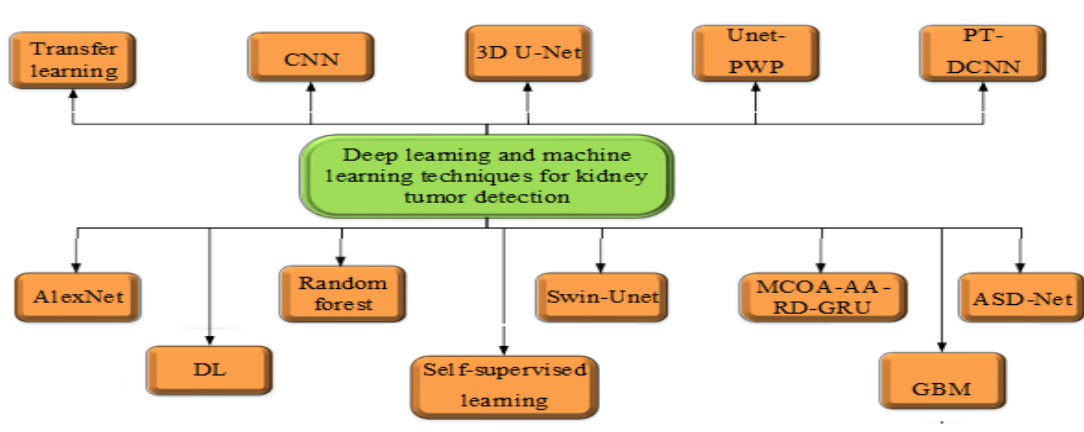 Transfer
learning
CNN
3D U-Net
Unet-
PWP
PT-
DCNN
Deep learning and machine
learning techniques for kidney
tumor detection
AlexNet
Random
forest
Swin-Unet
MCOA-AA-
RD-GRU
ASD-Net
DL
Self-supervised
learning
GBM